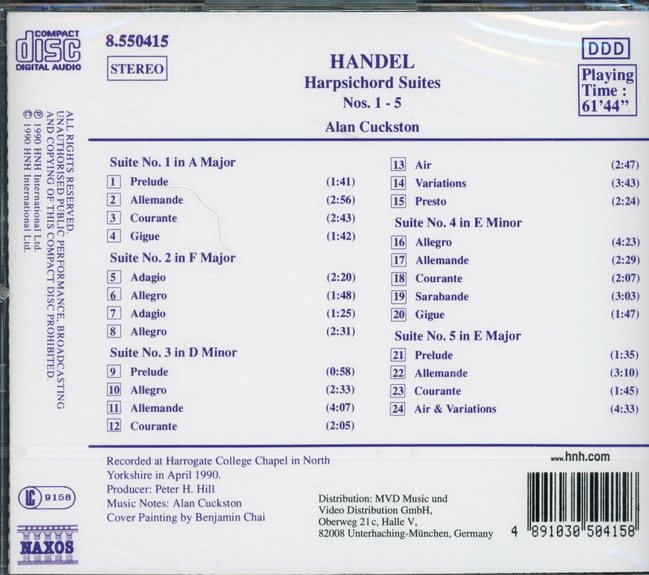 COMPACT
disc
DIGITAL AUDIO
8.550415
STEREO
HANDEL
Harpsichord Suites
Nos. 1 - 5
Alan Cuckston
DDD
Playing
Time :
61'44"
ALL RIGHTS RESERVED.
UNAUTHORISED PUBLIC PERFORMANCE, BROADCASTING
AND COPYING OF THIS COMPACT DISC PROHIBITED.
℗ 1990 HNH International Ltd.
© 1990 HNH International Ltd.
Suite No. 1 in A Major
1 Prelude (1:41)
2 Allemande (2:56)
3 Courante (2:43)
4 Gigue (1:42)
Suite No. 2 in F Major
5 Adagio (2:20)
6 Allegro (1:48)
7 Adagio (1:25)
8 Allegro (2:31)
Suite No. 3 in D Minor
9 Prelude (0:58)
10 Allegro (2:33)
11 Allemande (4:07)
12 Courante (2:05)
13 Air (2:47)
14 Variations (3:43)
15 Presto (2:24)
Suite No. 4 in E Minor
16 Allegro (4:23)
17 Allemande (2:29)
18 Courante (2:07)
19 Sarabande (3:03)
20 Gigue (1:47)
Suite No. 5 in E Major
21 Prelude (1:35)
22 Allemande (3:10)
23 Courante (1:45)
24 Air & Variations (4:33)
Recorded at Harrogate College Chapel in North
Yorkshire in April 1990.
Producer: Peter H. Hill
Music Notes: Alan Cuckston
Cover Painting by Benjamin Chai
LC 9158
NAXOS
Distribution: MVD Music und
Video Distribution GmbH,
Oberweg 21c, Halle V,
82008 Unterhaching-München, Germany
www.hnh.com
4 891030 504158